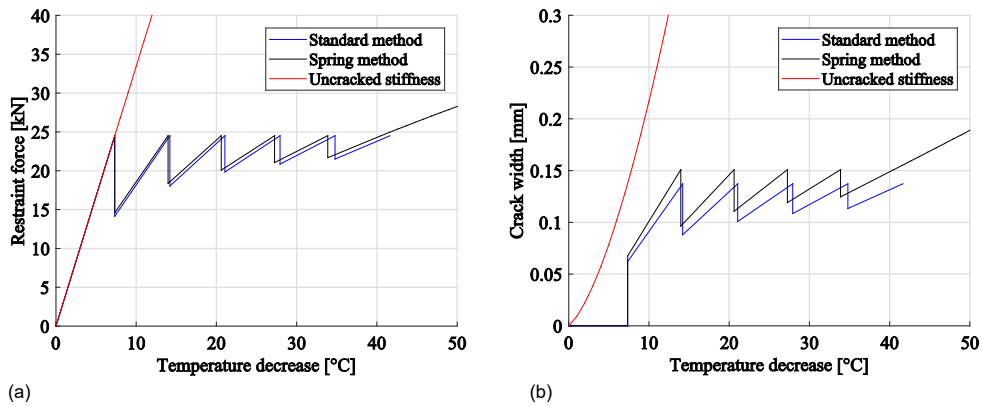 40
35
30
25
20
15
10
5
0
Restraint force [kN]
Standard method
Spring method
Uncracked stiffness
0 10 20 30 40 50
Temperature decrease [°C]
(a)
0.3
0.25
0.2
0.15
0.1
0.05
0
Crack width [mm]
Standard method
Spring method
Uncracked stiffness
0 10 20 30 40 50
Temperature decrease [°C]
(b)